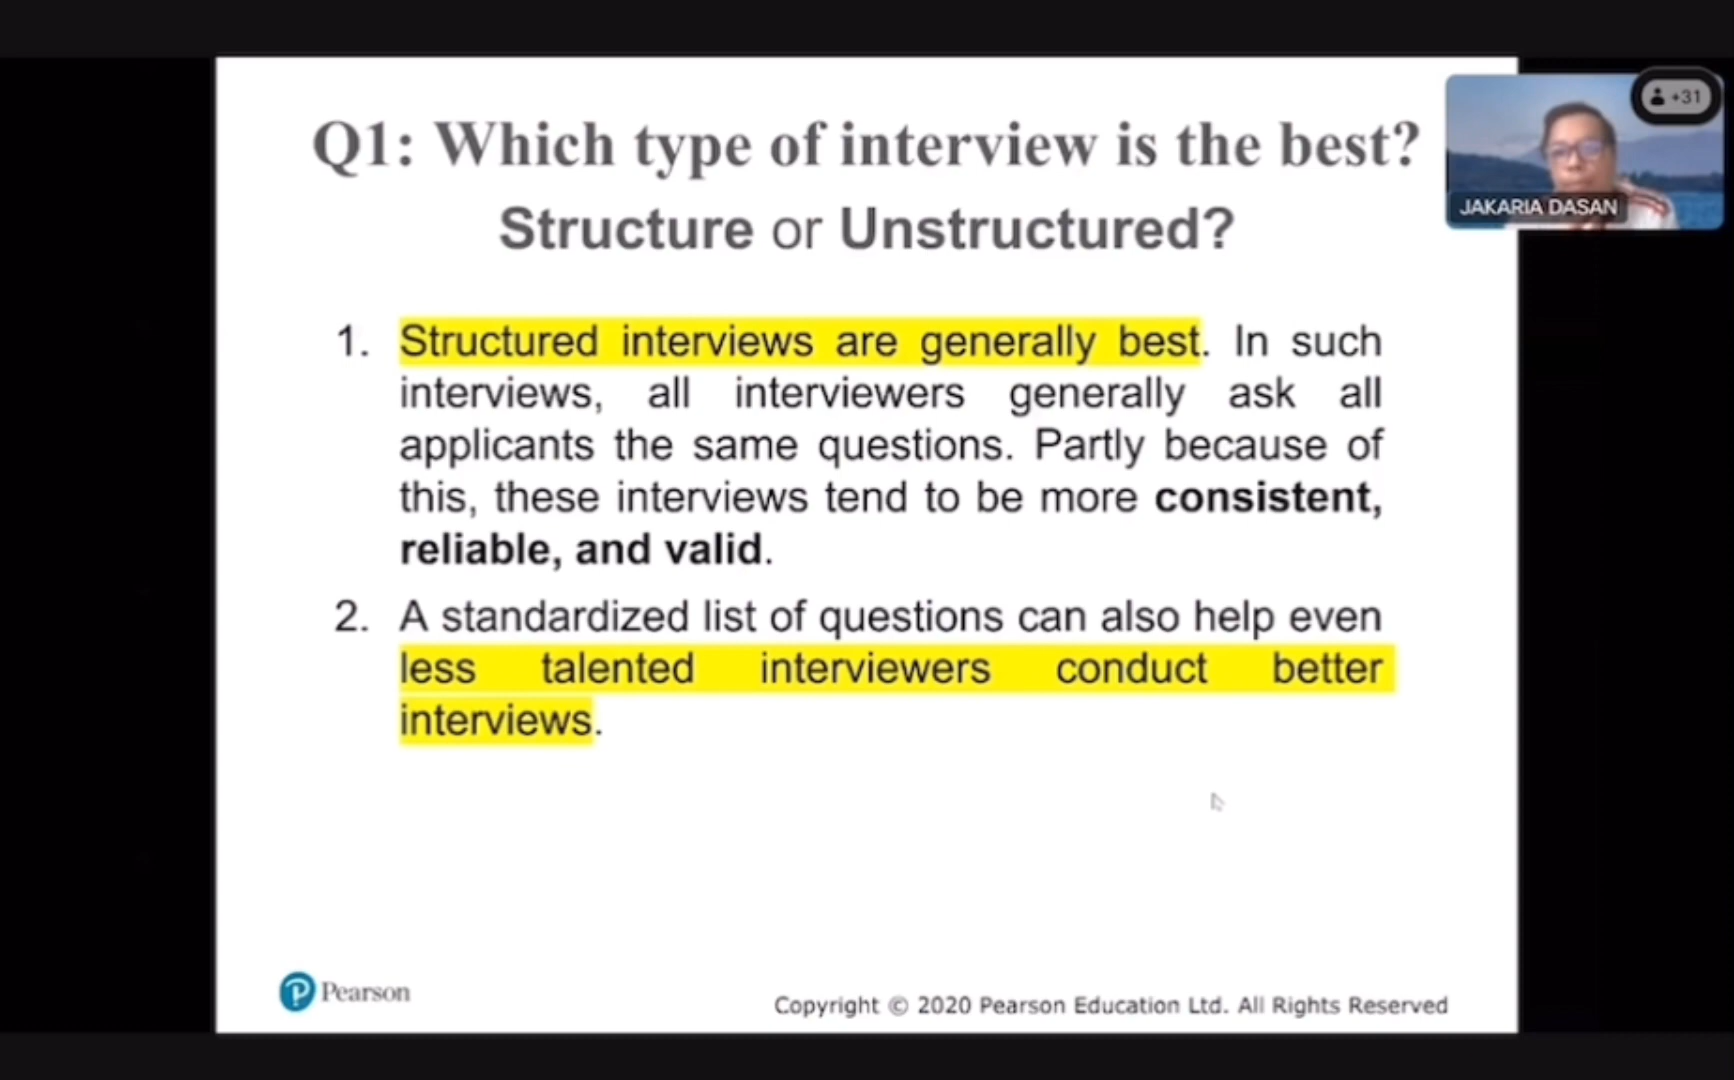 Q1: Which type of interview is the best?
Structure or Unstructured?
+31
JAKARIA DASAN
1. Structured interviews are generally best. In such
interviews, all interviewers generally ask all
applicants the same questions. Partly because of
this, these interviews tend to be more consistent,
reliable, and valid.
2. A standardized list of questions can also help even
less talented interviewers conduct better
interviews.
Pearson
Copyright © 2020 Pearson Education Ltd. All Rights Reserved